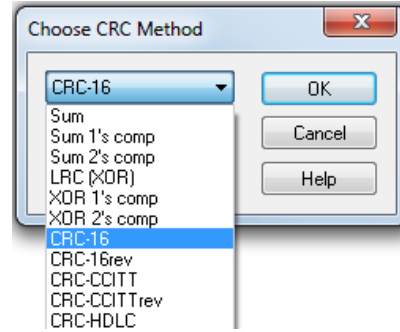 Choose CRC Method
CRC-16
OK
Sum
Sum 1's comp
Cancel
Sum 2's comp
LRC (XOR)
Help
XOR 1's comp
XOR 2's comp
CRC-16
CRC-16rev
CRC-CCITT
CRC-CCITTrev
CRC-HDLC